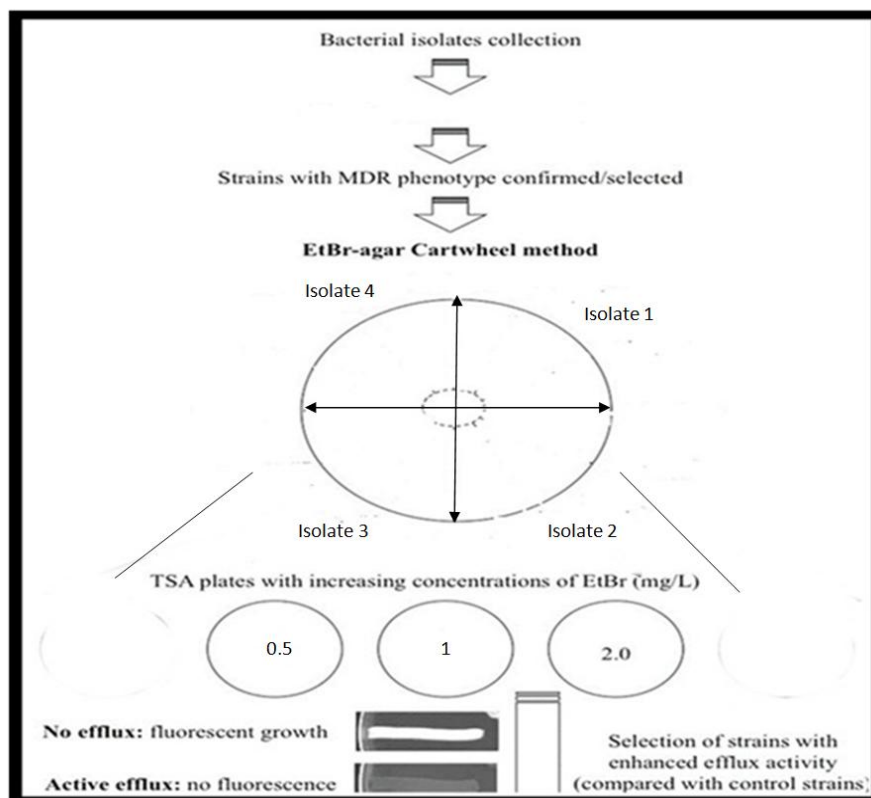 Bacterial isolates collection
Strains with MDR phenotype confirmed/selected
EtBr-agar Cartwheel method
Isolate 4
Isolate 1
Isolate 3
Isolate 2
TSA plates with increasing concentrations of EtBr (mg/L)
0.5
1
2.0
No efflux: fluorescent growth
Active efflux: no fluorescence
Selection of strains with
enhanced efflux activity
(compared with control strains)